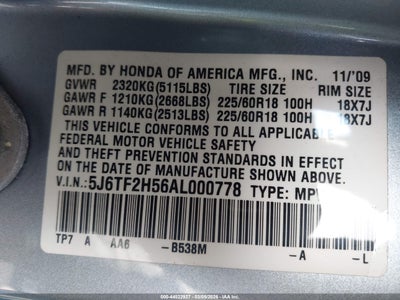 MFD. BY HONDA OF AMERICA MFG., INC. 11/'09
GVWR 2320KG(5115LBS) TIRE SIZE RIM SIZE
GAWR F 1210KG(2668LBS) 225/60R18 100H 18X7J
GAWR R 1140KG(2513LBS) 225/60R18 100H 18X7J
THIS VEHICLE CONFORMS TO ALL APPLICABLE
FEDERAL MOTOR VEHICLE SAFETY
AND THEFT PREVENTION STANDARDS IN EFFECT
ON THE DATE OF MANUFACTURE SHOWN ABOVE.
V.I.N.: 5J6TF2H56AL000778 TYPE: MPV
TP7 A AA6 -B538M -A -L